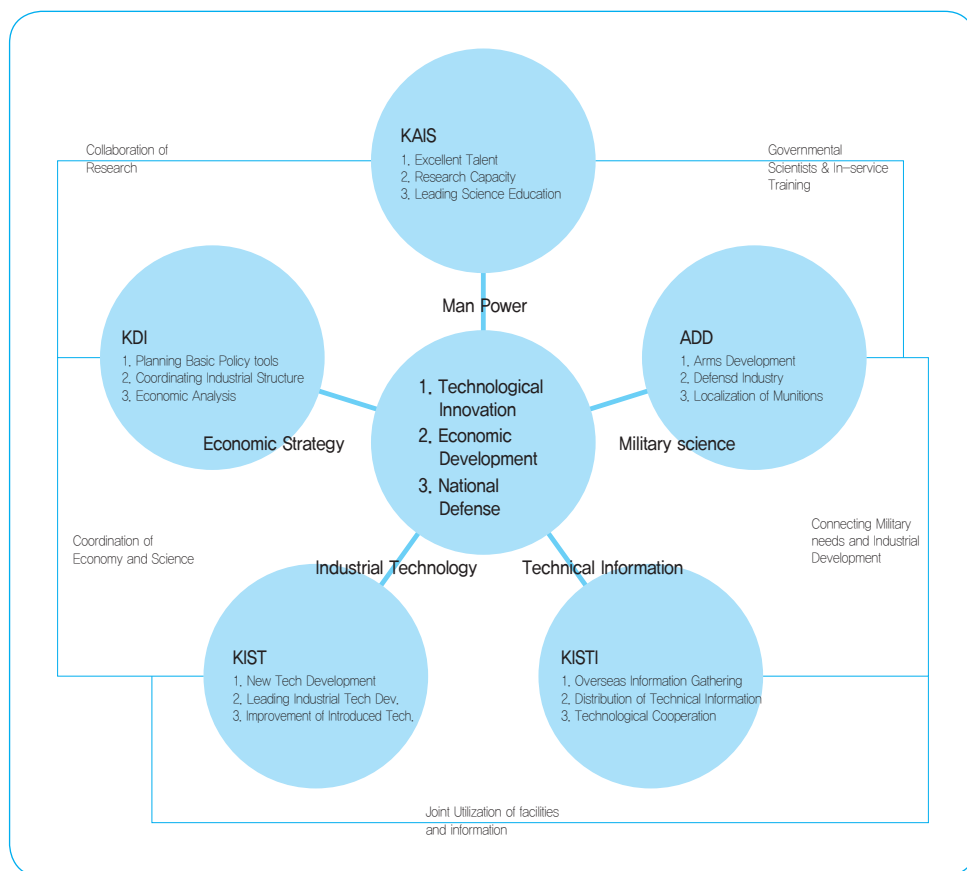 KAIS
1. Excellent Talent
2. Research Capacity
3. Leading Science Education
Collaboration of
Research
Governmental
Scientists & In-service
Training
Man Power
KDI
1. Planning Basic Policy tools
2. Coordinating Industrial Structure
3. Economic Analysis
ADD
1. Arms Development
2. Defensd Industry
3. Localization of Munitions
1. Technological
Innovation
2. Economic
Development
3. National
Defense
Economic Strategy
Military science
Coordination of
Economy and Science
Connecting Military
needs and Industrial
Development
Industrial Technology
Technical Information
KIST
1. New Tech Development
2. Leading Industrial Tech Dev.
3. Improvement of Introduced Tech.
KISTI
1. Overseas Information Gathering
2. Distribution of Technical Information
3. Technological Cooperation
Joint Utilization of facilities
and information